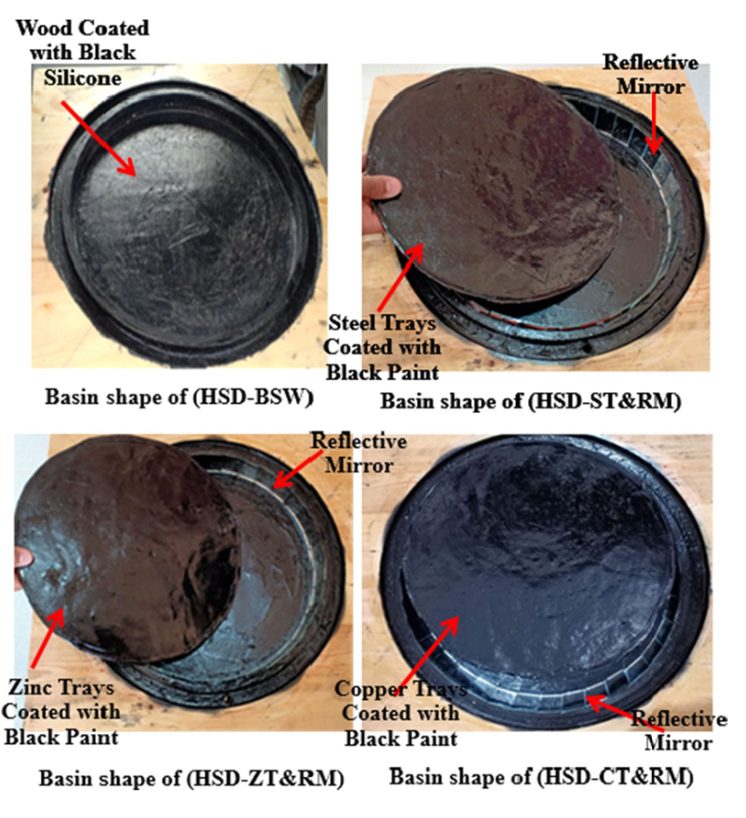 Wood Coated
with Black
Silicone
Reflective
Mirror
Steel Trays
Coated with
Black Paint
Basin shape of (HSD-BSW)
Basin shape of (HSD-ST&RM)
Reflective
Mirror
Zinc Trays
Coated with
Black Paint
Copper Trays
Coated with
Black Paint
Reflective
Mirror
Basin shape of (HSD-ZT&RM)
Basin shape of (HSD-CT&RM)